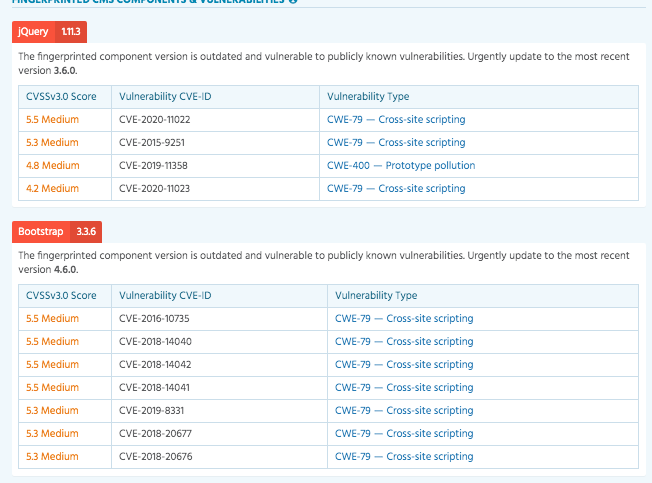 FINGERPRINTED CMS COMPONENTS & VULNERABILITIES
jQuery 1.11.3
The fingerprinted component version is outdated and vulnerable to publicly known vulnerabilities. Urgently update to the most recent
version 3.6.0.
CVSSv3.0 Score Vulnerability CVE-ID Vulnerability Type
5.5 Medium CVE-2020-11022 CWE-79 — Cross-site scripting
5.3 Medium CVE-2015-9251 CWE-79 — Cross-site scripting
4.8 Medium CVE-2019-11358 CWE-400 — Prototype pollution
4.2 Medium CVE-2020-11023 CWE-79 — Cross-site scripting
Bootstrap 3.3.6
The fingerprinted component version is outdated and vulnerable to publicly known vulnerabilities. Urgently update to the most recent
version 4.6.0.
CVSSv3.0 Score Vulnerability CVE-ID Vulnerability Type
5.5 Medium CVE-2016-10735 CWE-79 — Cross-site scripting
5.5 Medium CVE-2018-14040 CWE-79 — Cross-site scripting
5.5 Medium CVE-2018-14042 CWE-79 — Cross-site scripting
5.5 Medium CVE-2018-14041 CWE-79 — Cross-site scripting
5.3 Medium CVE-2019-8331 CWE-79 — Cross-site scripting
5.3 Medium CVE-2018-20677 CWE-79 — Cross-site scripting
5.3 Medium CVE-2018-20676 CWE-79 — Cross-site scripting